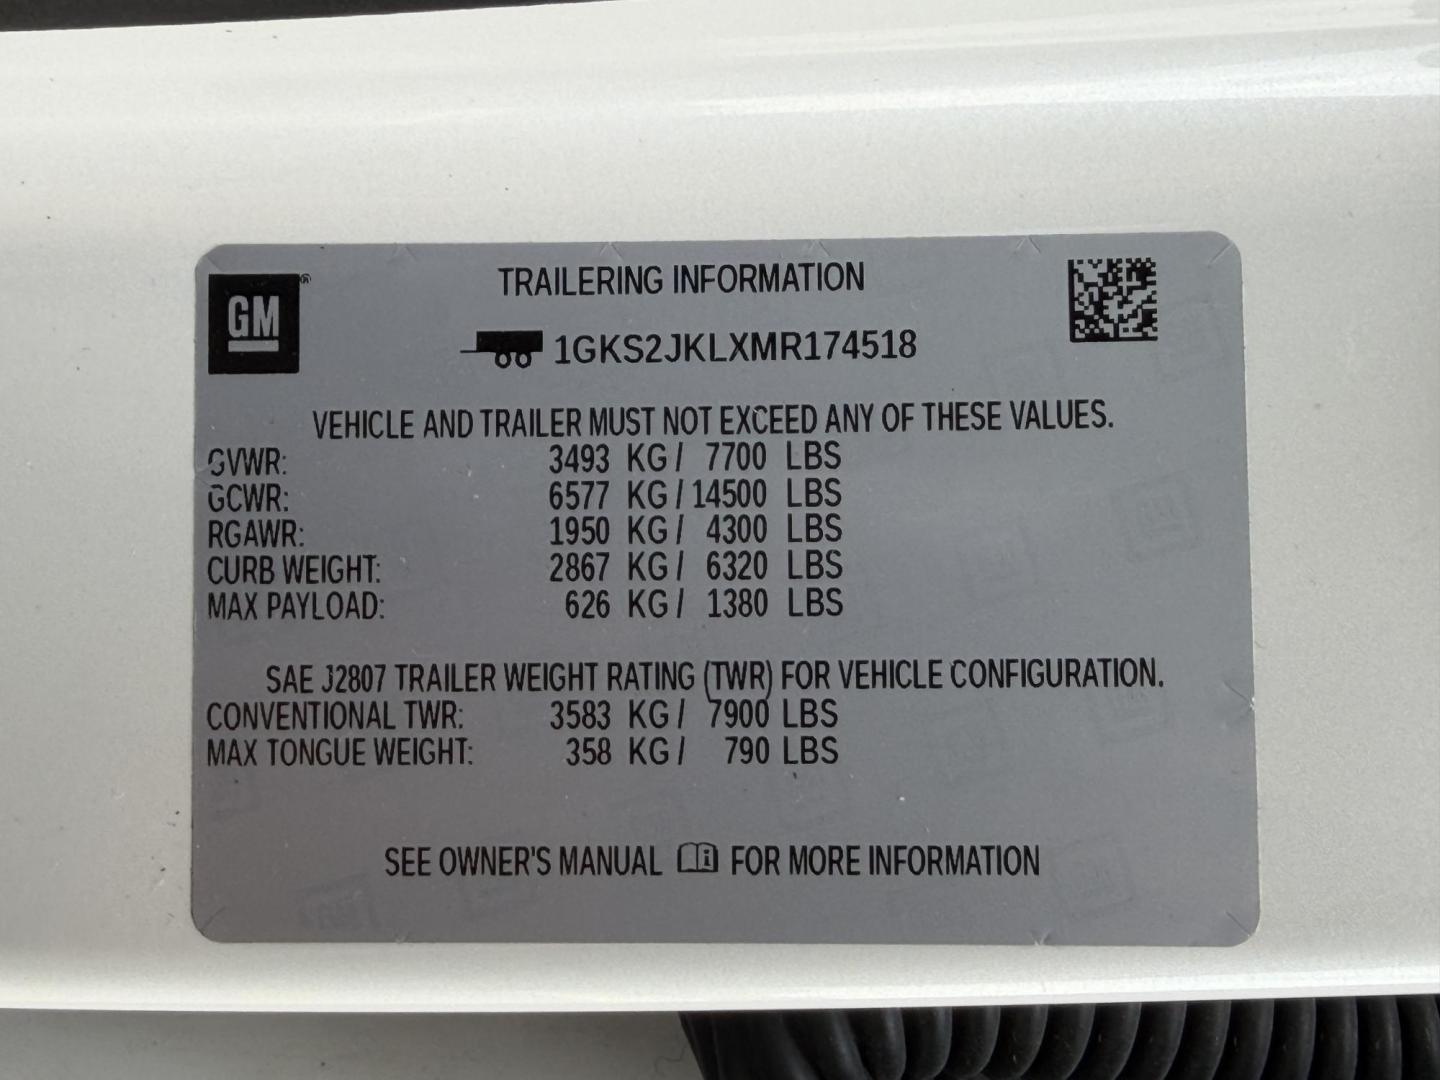 GM®
TRAILERING INFORMATION
1GKS2JKLXMR174518
VEHICLE AND TRAILER MUST NOT EXCEED ANY OF THESE VALUES.
GVWR: 3493 KG / 7700 LBS
GCWR: 6577 KG / 14500 LBS
RGAWR: 1950 KG / 4300 LBS
CURB WEIGHT: 2867 KG / 6320 LBS
MAX PAYLOAD: 626 KG / 1380 LBS
SAE J2807 TRAILER WEIGHT RATING (TWR) FOR VEHICLE CONFIGURATION.
CONVENTIONAL TWR: 3583 KG / 7900 LBS
MAX TONGUE WEIGHT: 358 KG / 790 LBS
SEE OWNER'S MANUAL FOR MORE INFORMATION